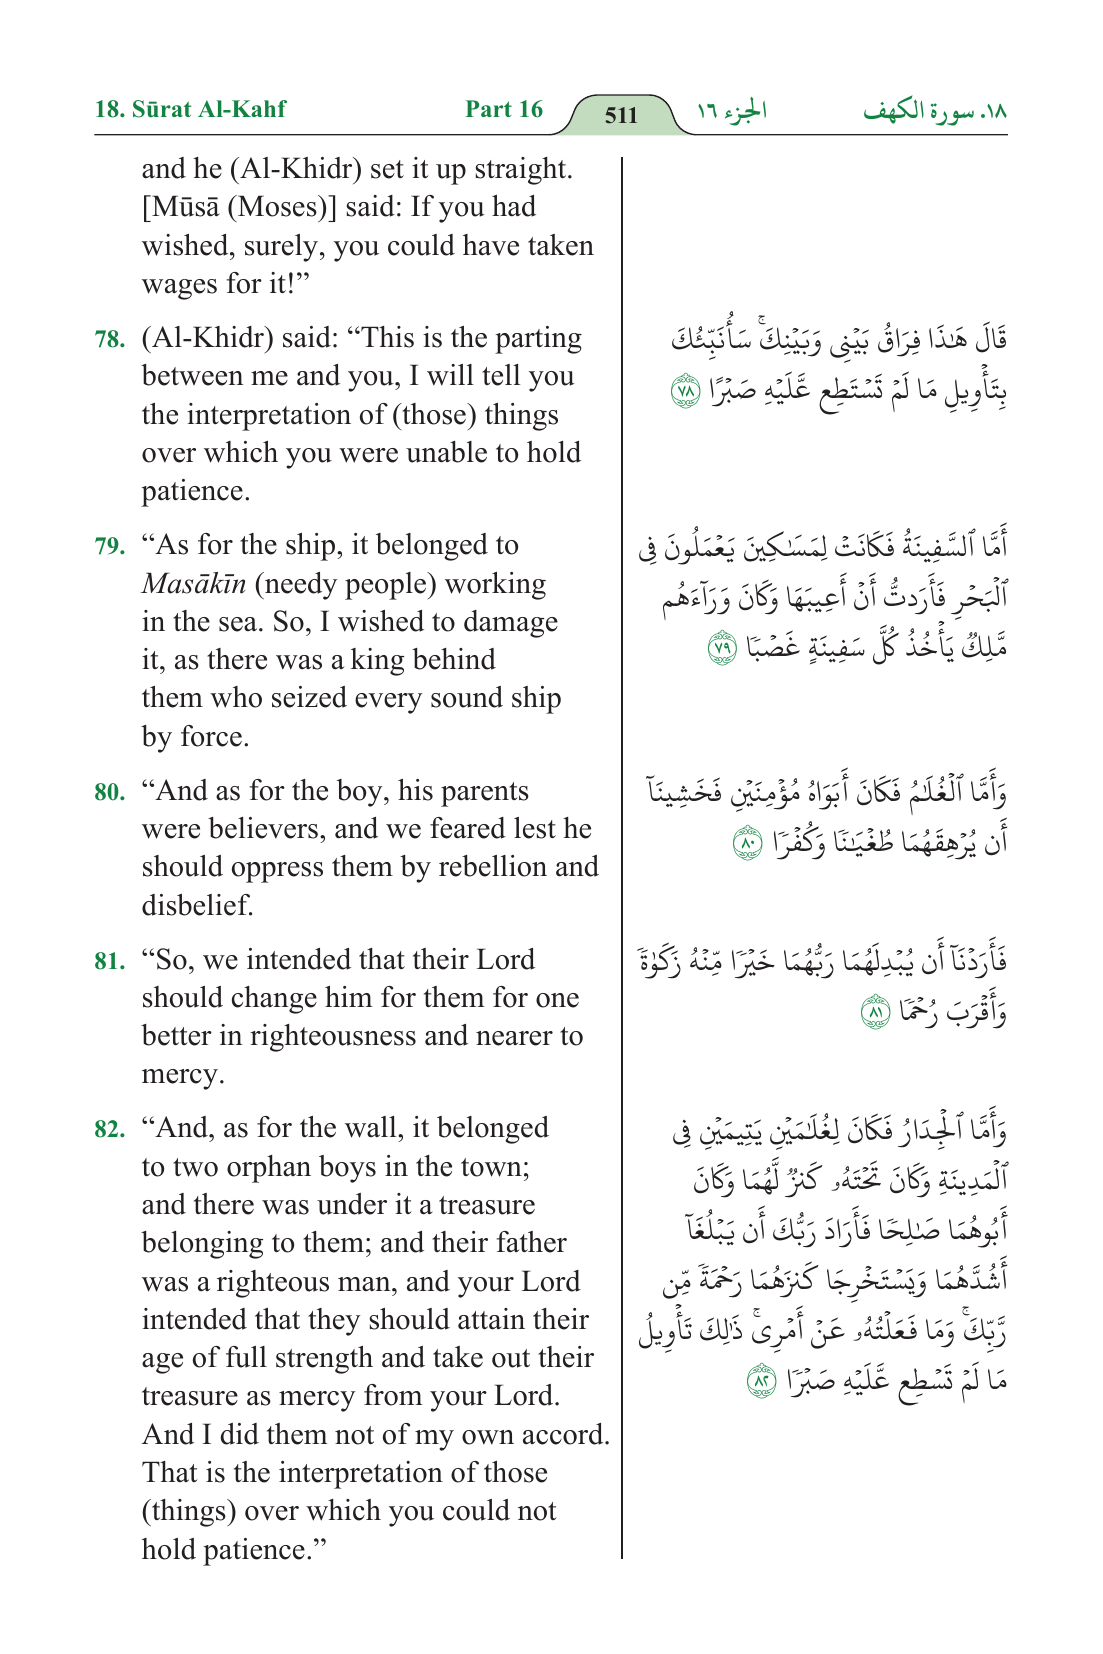 18. Sūrat Al-Kahf
Part 16
511
الجزء ١٦
١٨. سورة الكهف
and he (Al-Khidr) set it up straight.
[Mūsā (Moses)] said: If you had
wished, surely, you could have taken
wages for it!”
78. (Al-Khidr) said: “This is the parting
between me and you, I will tell you
the interpretation of (those) things
over which you were unable to hold
patience.
79. “As for the ship, it belonged to
Masākīn (needy people) working
in the sea. So, I wished to damage
it, as there was a king behind
them who seized every sound ship
by force.
80. “And as for the boy, his parents
were believers, and we feared lest he
should oppress them by rebellion and
disbelief.
81. “So, we intended that their Lord
should change him for them for one
better in righteousness and nearer to
mercy.
82. “And, as for the wall, it belonged
to two orphan boys in the town;
and there was under it a treasure
belonging to them; and their father
was a righteous man, and your Lord
intended that they should attain their
age of full strength and take out their
treasure as mercy from your Lord.
And I did them not of my own accord.
That is the interpretation of those
(things) over which you could not
hold patience.”
قَالَ هَٰذَا فِرَاقُ بَيْنِى وَبَيْنِكَ ۚ سَأُنَبِّئُكَ
بِتَأْوِيلِ مَا لَمْ تَسْتَطِع عَّلَيْهِ صَبْرًا ٧٨
أَمَّا ٱلسَّفِينَةُ فَكَانَتْ لِمَسَٰكِينَ يَعْمَلُونَ فِى
ٱلْبَحْرِ فَأَرَدتُّ أَنْ أَعِيبَهَا وَكَانَ وَرَآءَهُم
مَّلِكٌ يَأْخُذُ كُلَّ سَفِينَةٍ غَصْبًا ٧٩
وَأَمَّا ٱلْغُلَٰمُ فَكَانَ أَبَوَاهُ مُؤْمِنَيْنِ فَخَشِينَآ
أَن يُرْهِقَهُمَا طُغْيَٰنًا وَكُفْرًا ٨٠
فَأَرَدْنَآ أَن يُبْدِلَهُمَا رَبُّهُمَا خَيْرًا مِّنْهُ زَكَوٰةً
وَأَقْرَبَ رُحْمًا ٨١
وَأَمَّا ٱلْجِدَارُ فَكَانَ لِغُلَٰمَيْنِ يَتِيمَيْنِ فِى
ٱلْمَدِينَةِ وَكَانَ تَحْتَهُۥ كَنزٌ لَّهُمَا وَكَانَ
أَبُوهُمَا صَٰلِحًا فَأَرَادَ رَبُّكَ أَن يَبْلُغَآ
أَشُدَّهُمَا وَيَسْتَخْرِجَا كَنزَهُمَا رَحْمَةً مِّن
رَّبِّكَ ۚ وَمَا فَعَلْتُهُۥ عَنْ أَمْرِى ۚ ذَٰلِكَ تَأْوِيلُ
مَا لَمْ تَسْطِع عَّلَيْهِ صَبْرًا ٨٢